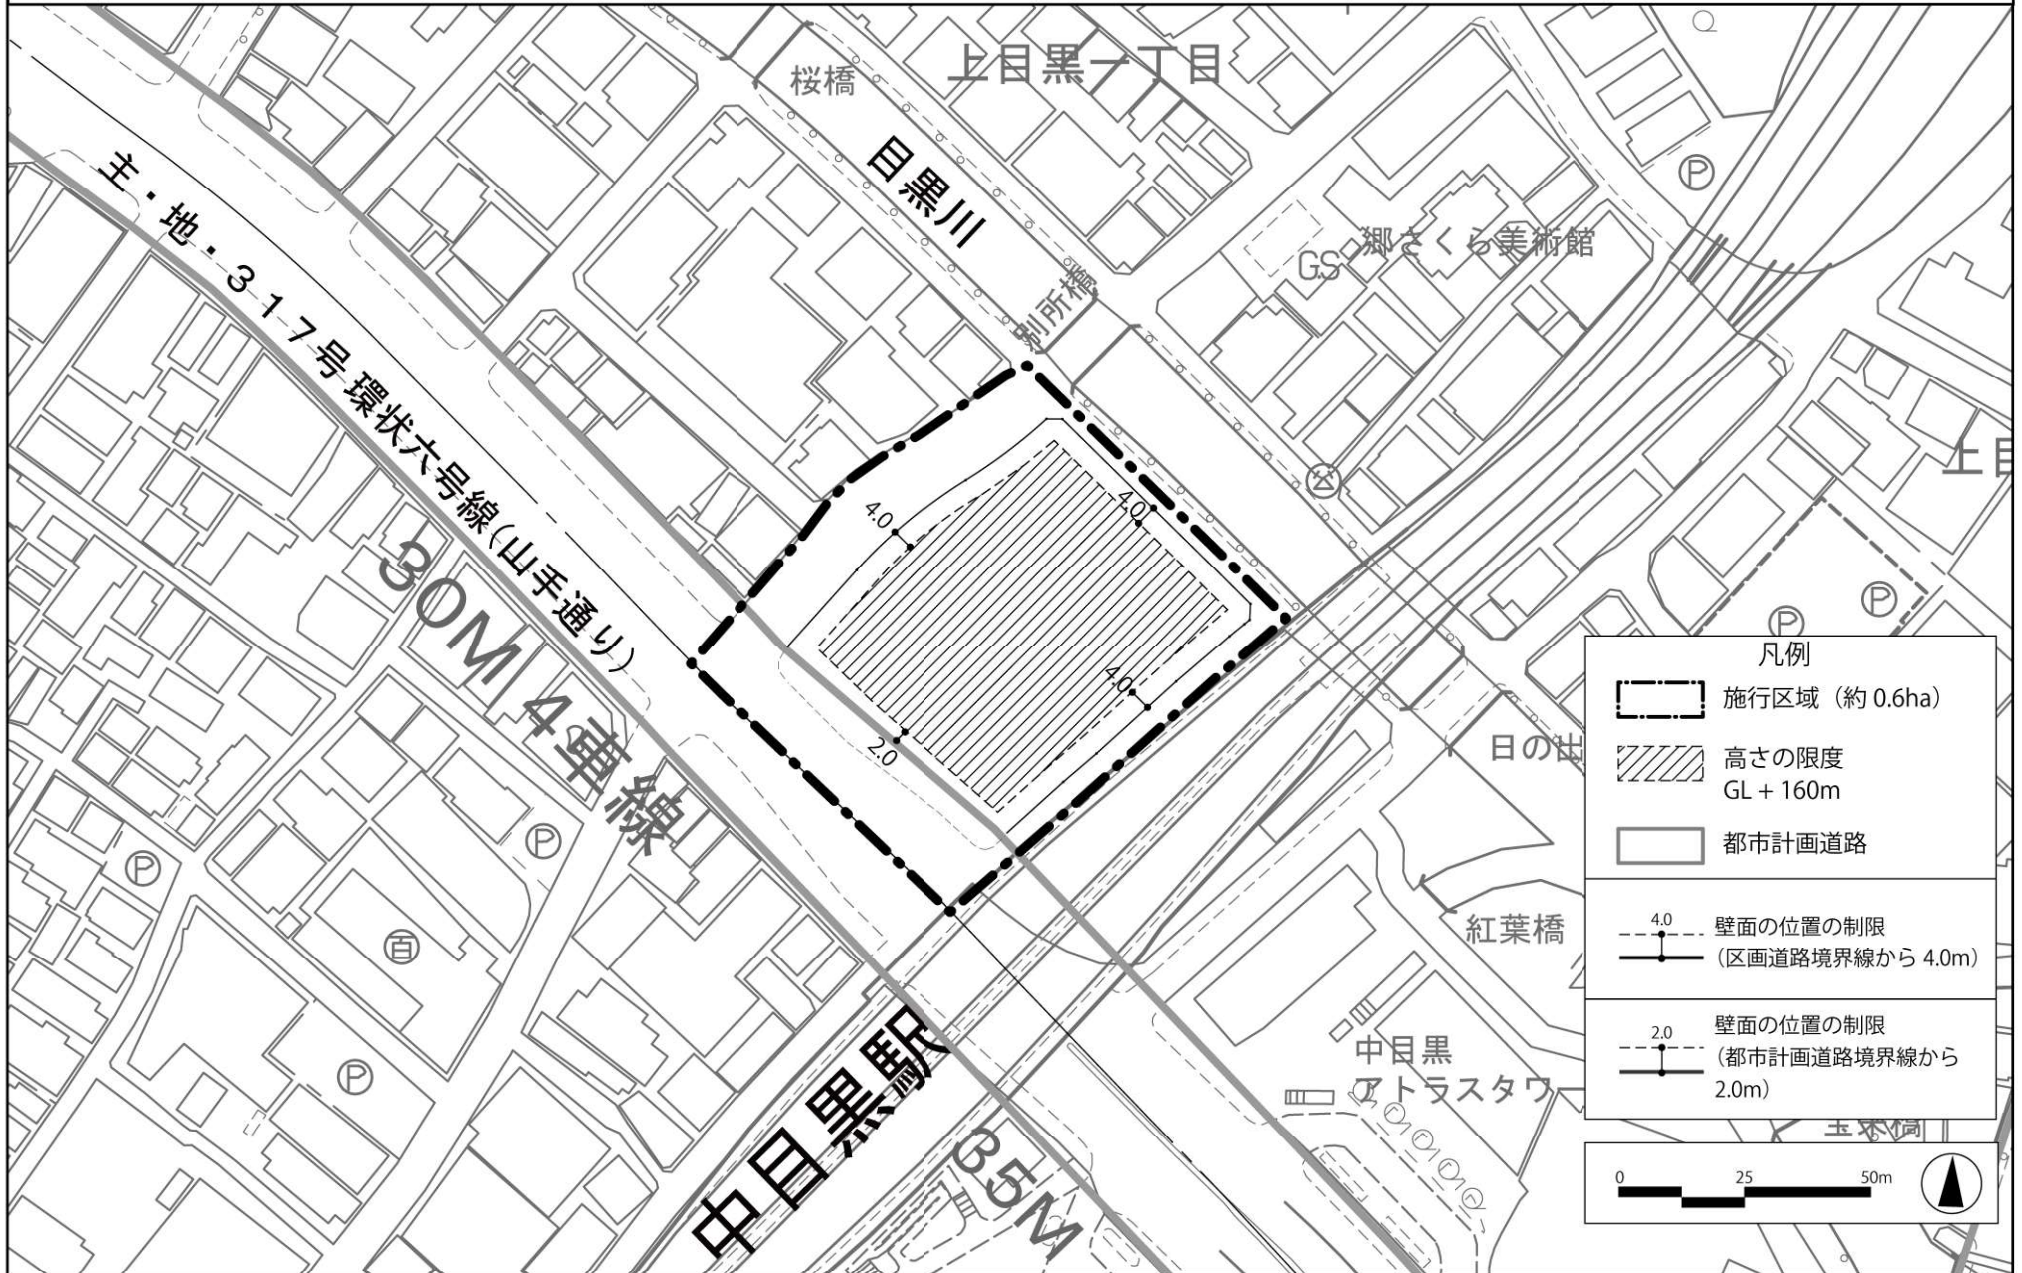 上目黒一丁目
桜橋
目黒川
別所橋
GS
郷さくら美術館
Ⓟ
主・地・317号環状六号線(山手通り)
30M 4車線
4.0
4.0
4.0
2.0
Ⓟ
Ⓟ
Ⓟ
Ⓟ
Ⓟ
百
日の出
紅葉橋
中目黒
アトラスタワー
中目黒駅
35M
凡例
施行区域（約 0.6ha）
高さの限度
GL + 160m
都市計画道路
4.0
壁面の位置の制限
（区画道路境界線から 4.0m）
2.0
壁面の位置の制限
（都市計画道路境界線から
2.0m）
0 25 50m